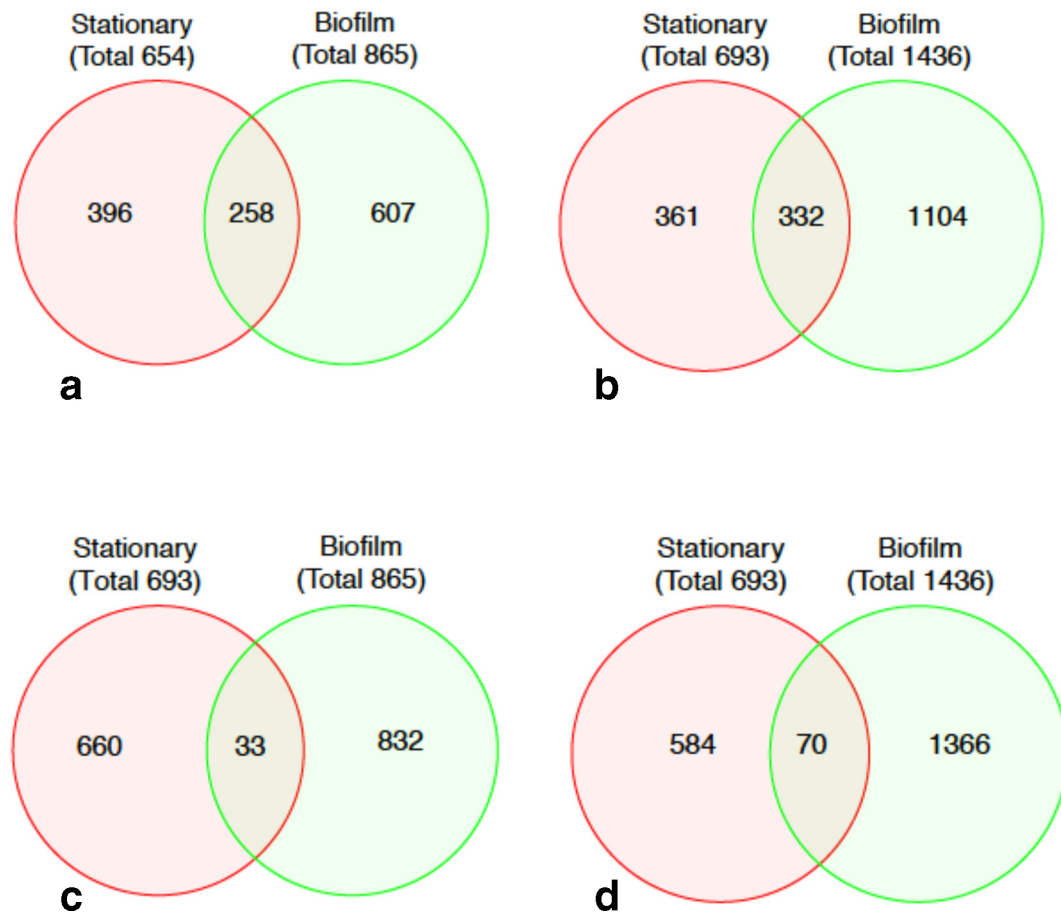 Stationary
(Total 654)
Biofilm
(Total 865)
396
258
607
a
Stationary
(Total 693)
Biofilm
(Total 1436)
361
332
1104
b
Stationary
(Total 693)
Biofilm
(Total 865)
660
33
832
c
Stationary
(Total 693)
Biofilm
(Total 1436)
584
70
1366
d